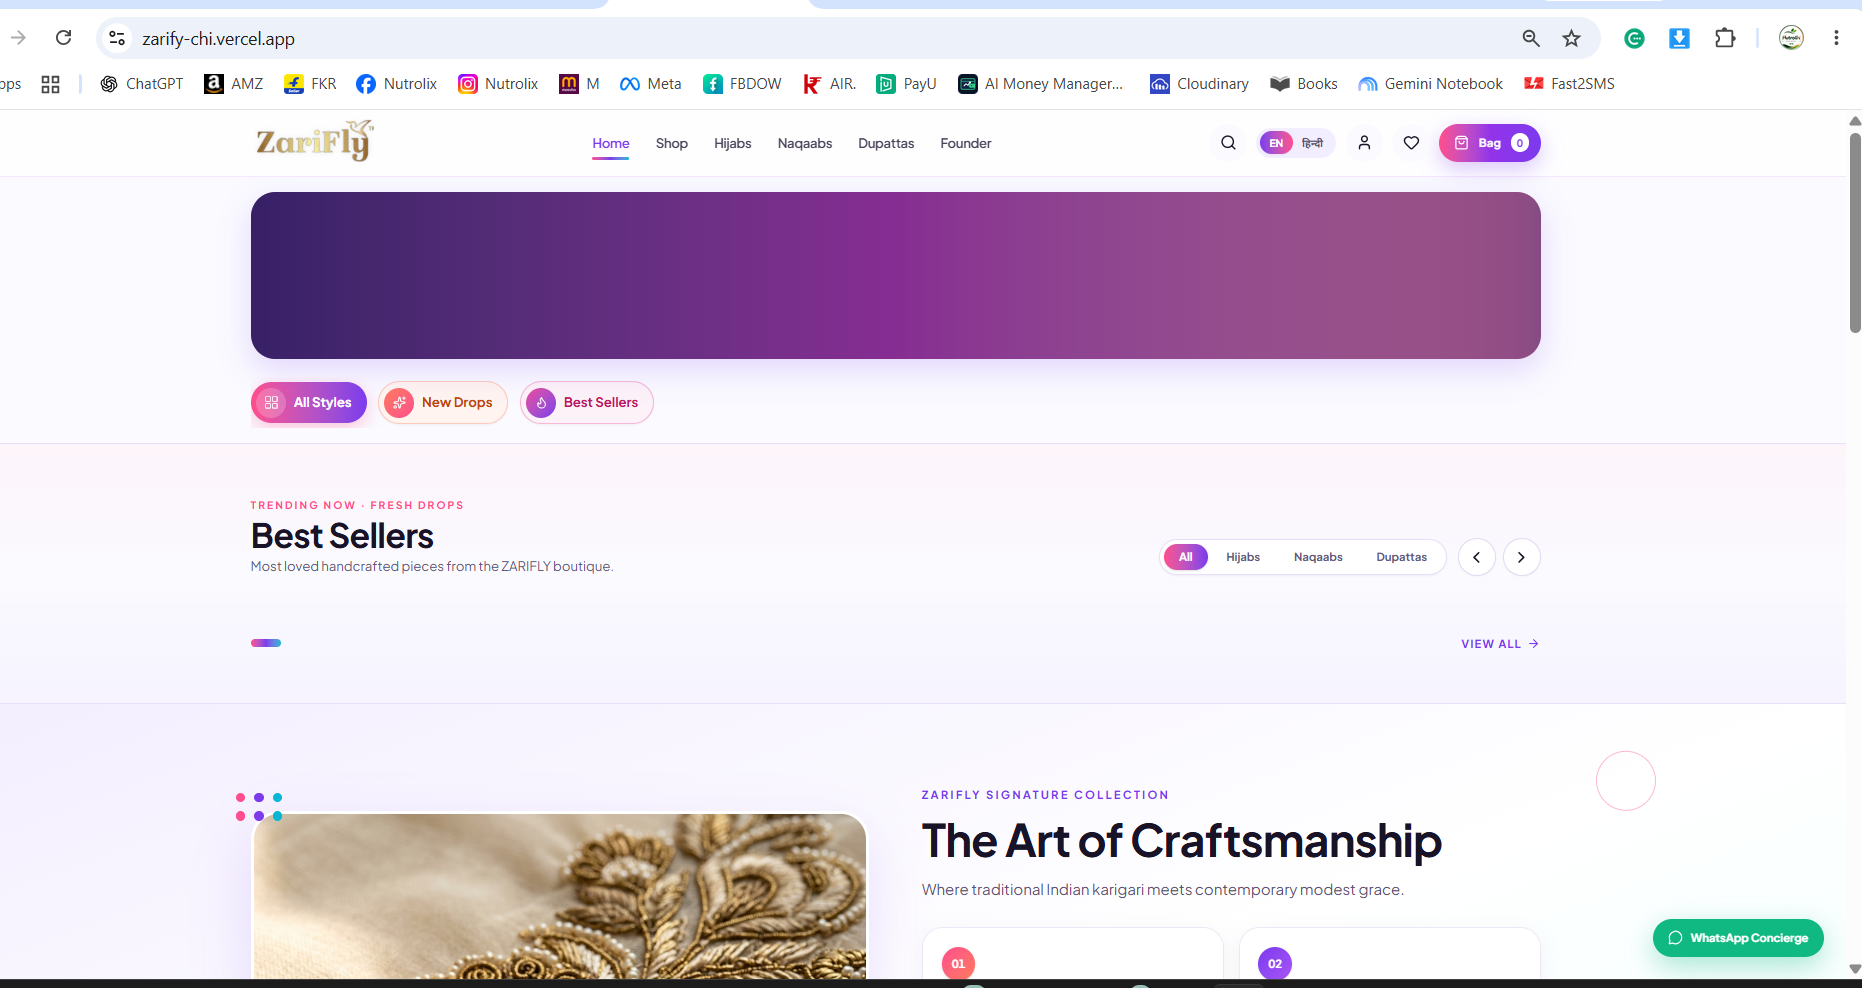 zarify-chi.vercel.app
ChatGPT AMZ FKR Nutrolix Nutrolix M Meta FBDOW AIR. PayU AI Money Manager... Cloudinary Books Gemini Notebook Fast2SMS
ZariFly
Home Shop Hijabs Naqaabs Dupattas Founder EN हिन्दी Bag 0
All Styles New Drops Best Sellers
TRENDING NOW · FRESH DROPS
Best Sellers
Most loved handcrafted pieces from the ZARIFLY boutique.
All Hijabs Naqaabs Dupattas
VIEW ALL →
ZARIFLY SIGNATURE COLLECTION
The Art of Craftsmanship
Where traditional Indian karigari meets contemporary modest grace.
WhatsApp Concierge
01 02